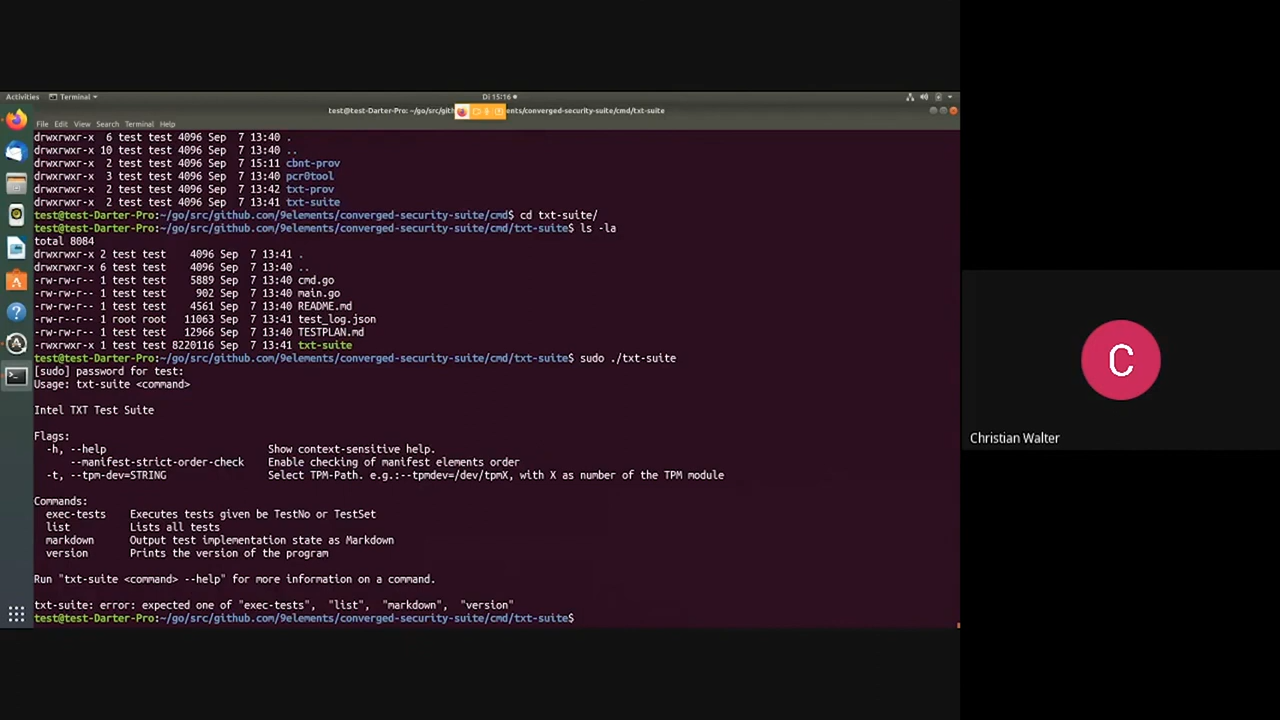 Activities Terminal Di 15:16
test@test-Darter-Pro: ~/go/src/gith ents/converged-security-suite/cmd/txt-suite
File Edit View Search Terminal Help
drwxrwxr-x  6 test test 4096 Sep  7 13:40 .
drwxrwxr-x 10 test test 4096 Sep  7 13:40 ..
drwxrwxr-x  2 test test 4096 Sep  7 15:11 cbnt-prov
drwxrwxr-x  3 test test 4096 Sep  7 13:40 pcr0tool
drwxrwxr-x  2 test test 4096 Sep  7 13:42 txt-prov
drwxrwxr-x  2 test test 4096 Sep  7 13:41 txt-suite
test@test-Darter-Pro:~/go/src/github.com/9elements/converged-security-suite/cmd$ cd txt-suite/
test@test-Darter-Pro:~/go/src/github.com/9elements/converged-security-suite/cmd/txt-suite$ ls -la
total 8084
drwxrwxr-x 2 test test    4096 Sep  7 13:41 .
drwxrwxr-x 6 test test    4096 Sep  7 13:40 ..
-rw-rw-r-- 1 test test    5889 Sep  7 13:40 cmd.go
-rw-rw-r-- 1 test test     902 Sep  7 13:40 main.go
-rw-rw-r-- 1 test test    4561 Sep  7 13:40 README.md
-rw-r--r-- 1 root root   11063 Sep  7 13:41 test_log.json
-rw-rw-r-- 1 test test   12966 Sep  7 13:40 TESTPLAN.md
-rwxrwxr-x 1 test test 8220116 Sep  7 13:41 txt-suite
test@test-Darter-Pro:~/go/src/github.com/9elements/converged-security-suite/cmd/txt-suite$ sudo ./txt-suite
[sudo] password for test:
Usage: txt-suite <command>
Intel TXT Test Suite
Flags:
  -h, --help                         Show context-sensitive help.
      --manifest-strict-order-check    Enable checking of manifest elements order
  -t, --tpm-dev=STRING               Select TPM-Path. e.g.:--tpmdev=/dev/tpmX, with X as number of the TPM module
Commands:
  exec-tests    Executes tests given be TestNo or TestSet
  list          Lists all tests
  markdown      Output test implementation state as Markdown
  version       Prints the version of the program
Run "txt-suite <command> --help" for more information on a command.
txt-suite: error: expected one of "exec-tests",  "list",  "markdown",  "version"
test@test-Darter-Pro:~/go/src/github.com/9elements/converged-security-suite/cmd/txt-suite$
C
Christian Walter